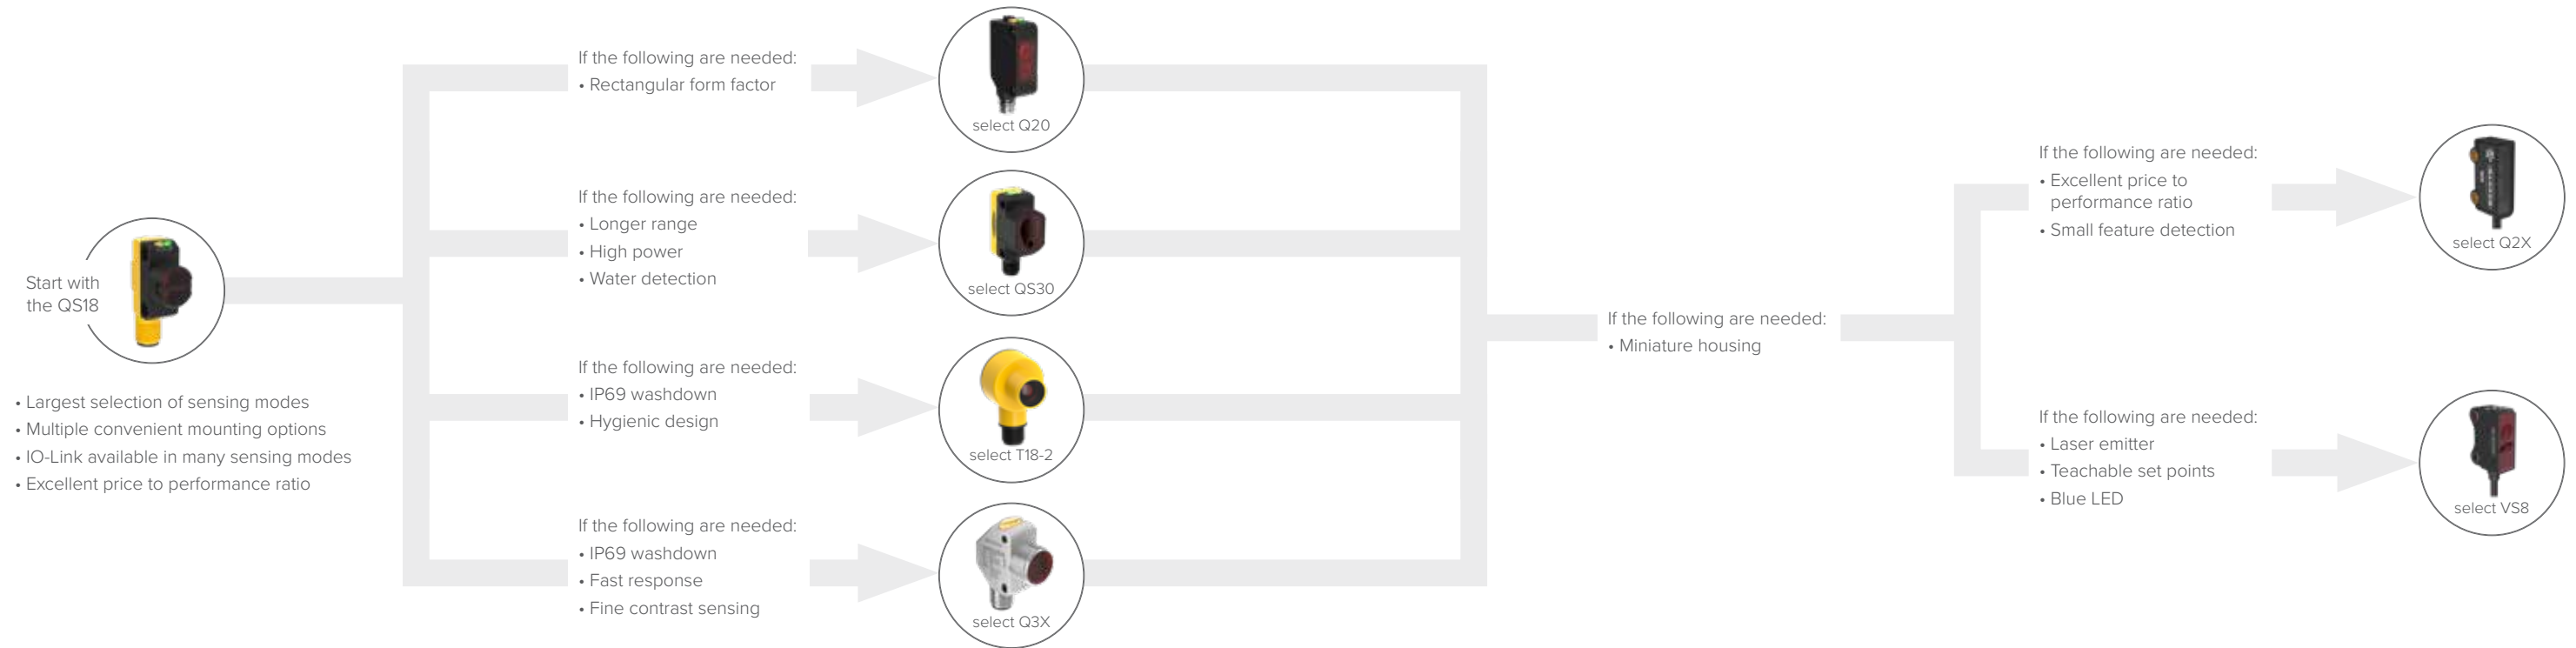 Start with
the QS18
• Largest selection of sensing modes
• Multiple convenient mounting options
• IO-Link available in many sensing modes
• Excellent price to performance ratio
If the following are needed:
• Rectangular form factor
select Q20
If the following are needed:
• Longer range
• High power
• Water detection
select QS30
If the following are needed:
• IP69 washdown
• Hygienic design
select T18-2
If the following are needed:
• IP69 washdown
• Fast response
• Fine contrast sensing
select Q3X
If the following are needed:
• Miniature housing
If the following are needed:
• Excellent price to
performance ratio
• Small feature detection
select Q2X
If the following are needed:
• Laser emitter
• Teachable set points
• Blue LED
select VS8